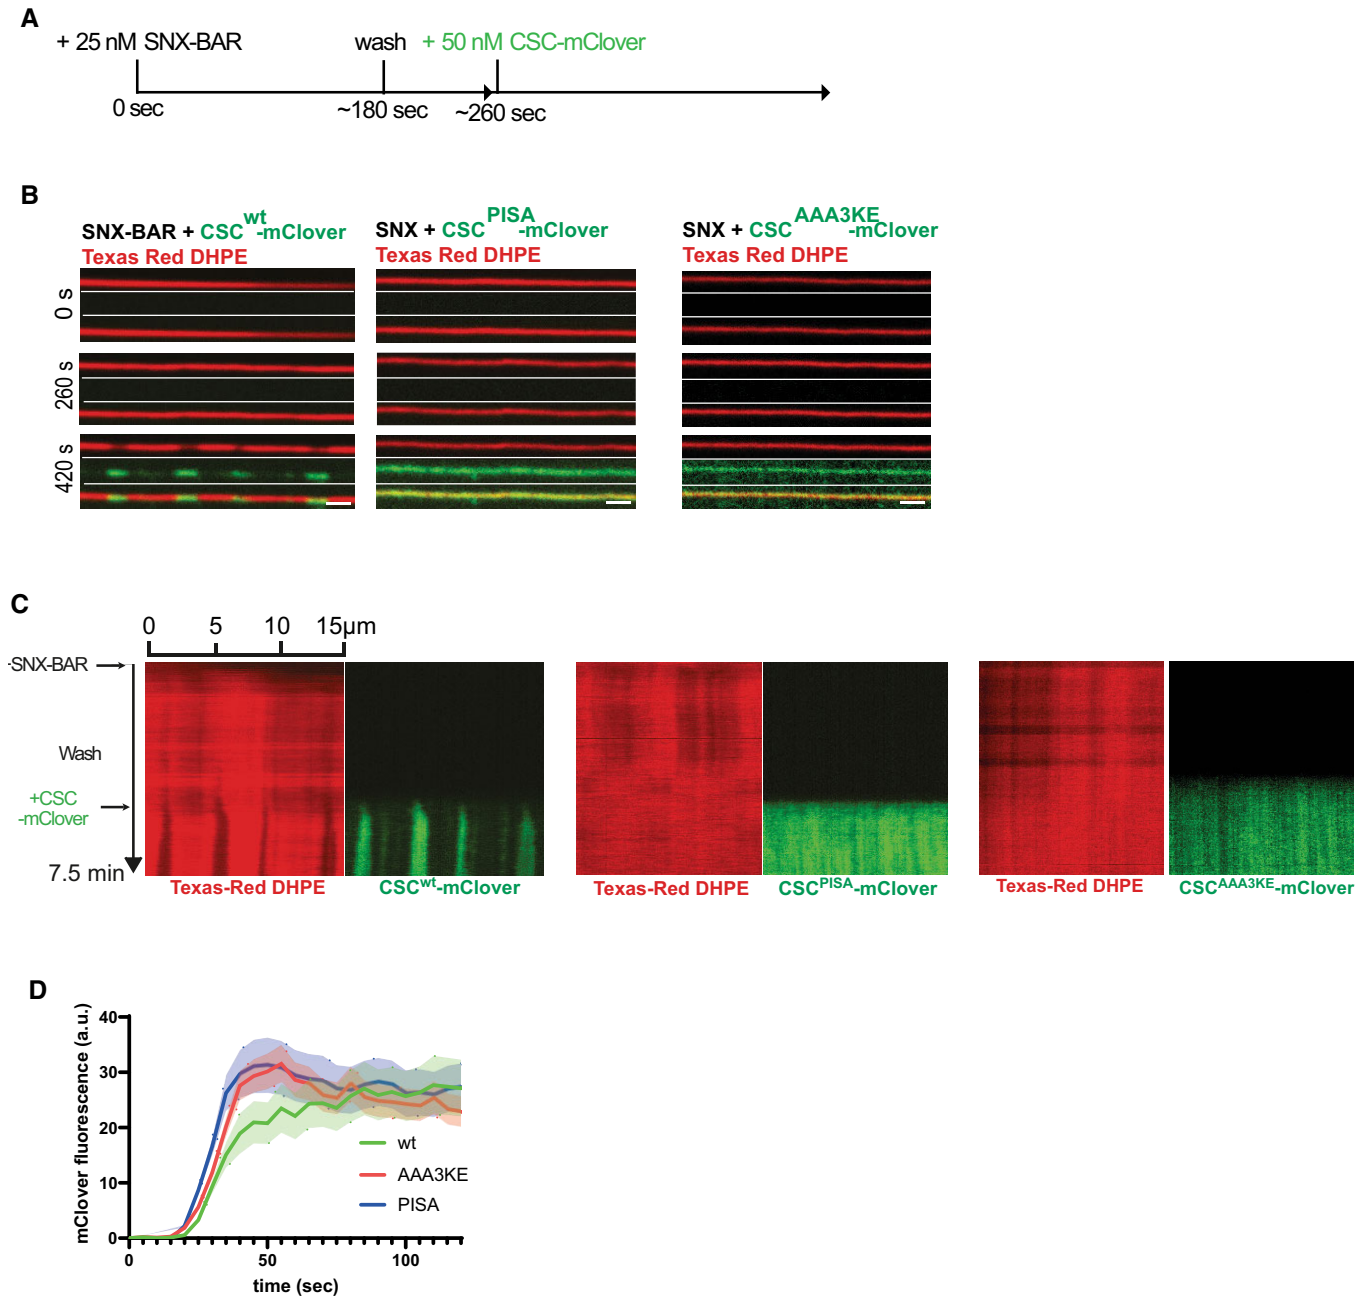 A
+ 25 nM SNX-BAR
wash
+ 50 nM CSC-mClover
0 sec
~180 sec
~260 sec
B
SNX-BAR + CSCwt-mClover
Texas Red DHPE
SNX + CSCPISA-mClover
Texas Red DHPE
SNX + CSCAAA3KE-mClover
Texas Red DHPE
0 s
260 s
420 s
C
0 5 10 15µm
-SNX-BAR
Wash
+CSC
-mClover
7.5 min
Texas-Red DHPE
CSCwt-mClover
Texas-Red DHPE
CSCPISA-mClover
Texas-Red DHPE
CSCAAA3KE-mClover
D
mClover fluorescence (a.u.)
40
30
20
10
0
wt
AAA3KE
PISA
0 50 100
time (sec)